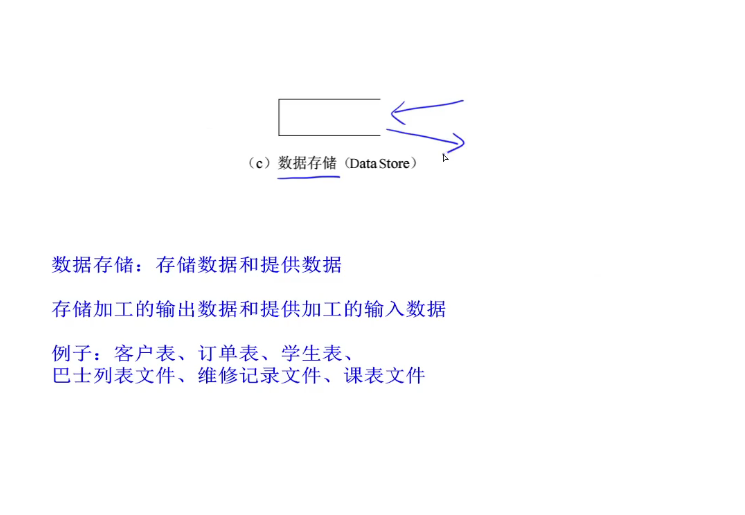 （c）数据存储（Data Store）
数据存储：存储数据和提供数据
存储加工的输出数据和提供加工的输入数据
例子：客户表、订单表、学生表、
巴士列表文件、维修记录文件、课表文件